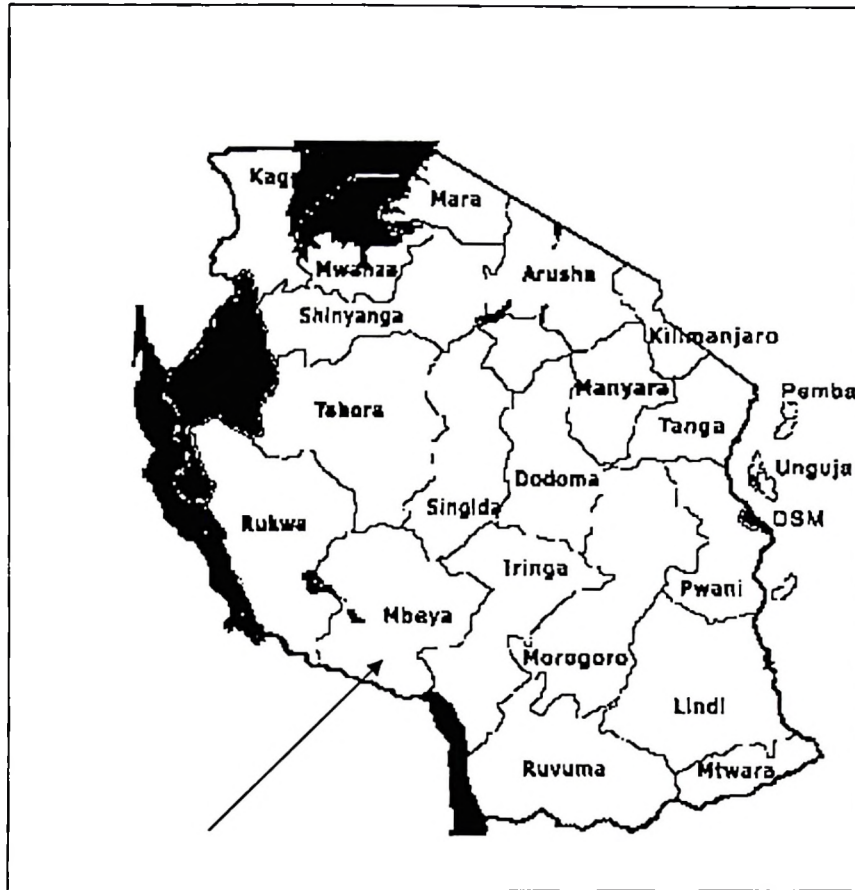 Kag
Mara
Mwanza
Arusha
Shinyanga
Kilimanjaro
Manyara
Pemba
Tabora
Tanga
Unguja
Dodoma
Singida
DSM
Rukwa
Iringa
Pwani
Mbeya
Morogoro
Lindi
Ruvuma
Mtwara